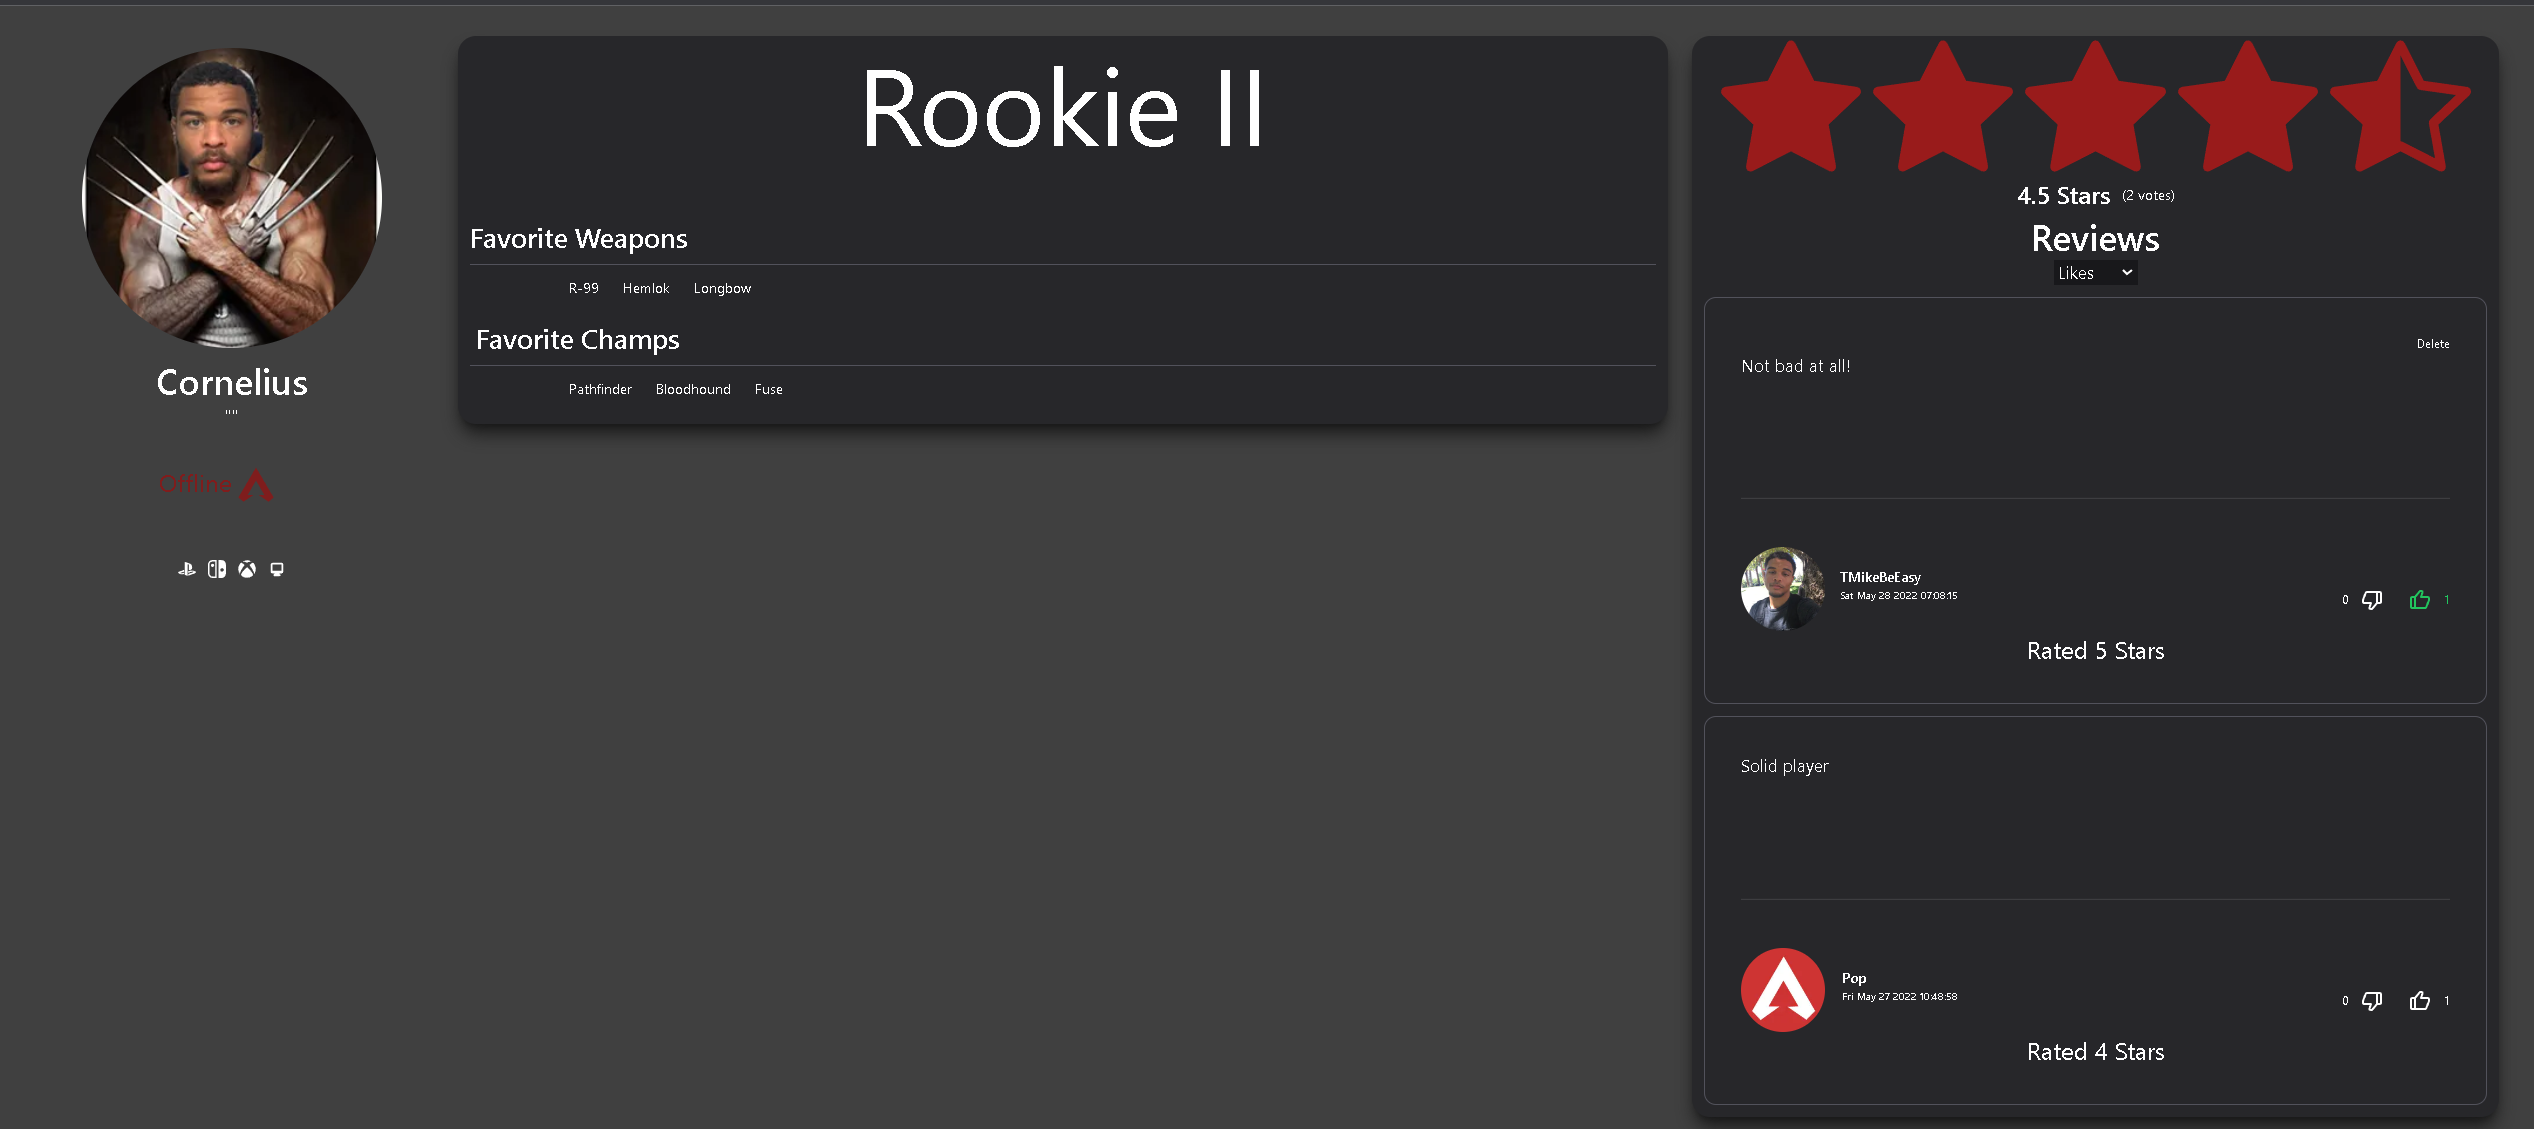 Cornelius
""
Offline
Rookie II
Favorite Weapons
R-99 Hemlok Longbow
Favorite Champs
Pathfinder Bloodhound Fuse
4.5 Stars (2 votes)
Reviews
Likes
Delete
Not bad at all!
TMikeBeEasy
Sat May 28 2022 07:08:15
0 1
Rated 5 Stars
Solid player
Pop
Fri May 27 2022 10:48:58
0 1
Rated 4 Stars